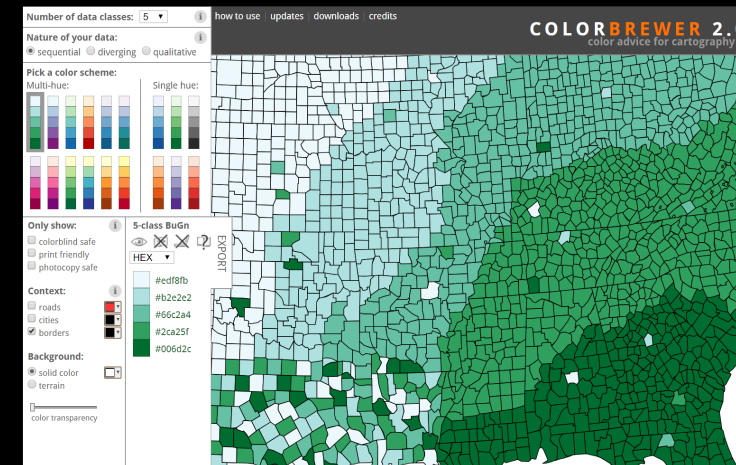 Number of data classes: 5 i
how to use | updates | downloads | credits
COLORBREWER 2.
color advice for cartography
Nature of your data: i
sequential diverging qualitative
Pick a color scheme:
Multi-hue: Single hue:
Only show: i
colorblind safe
print friendly
photocopy safe
Context: i
roads
cities
borders
Background:
solid color
terrain
color transparency
5-class BuGn
?
HEX
EXPORT
#edf8fb
#b2e2e2
#66c2a4
#2ca25f
#006d2c